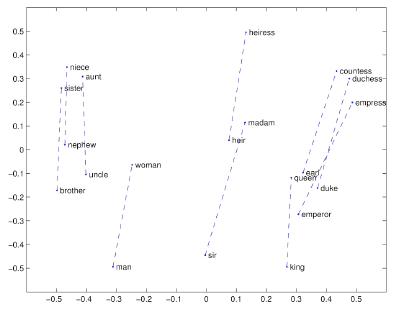 0.5
0.4
0.3
0.2
0.1
0
−0.1
−0.2
−0.3
−0.4
−0.5
heiress
niece
aunt
sister
countess
duchess
empress
madam
heir
nephew
woman
uncle
earl
queen
brother
duke
emperor
sir
man
king
−0.5 −0.4 −0.3 −0.2 −0.1 0 0.1 0.2 0.3 0.4 0.5